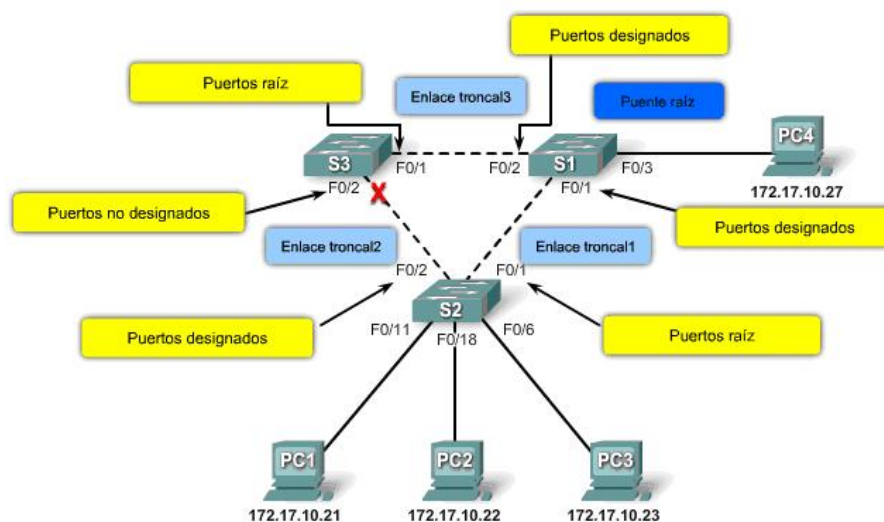 Puertos designados
Puertos raíz
Enlace troncal3
Puente raíz
S3
F0/1
F0/2
S1
F0/3
PC4
F0/2
F0/1
172.17.10.27
Puertos no designados
Puertos designados
Enlace troncal2
Enlace troncal1
F0/2
F0/1
S2
Puertos designados
F0/11
F0/18
F0/6
Puertos raíz
PC1
PC2
PC3
172.17.10.21
172.17.10.22
172.17.10.23